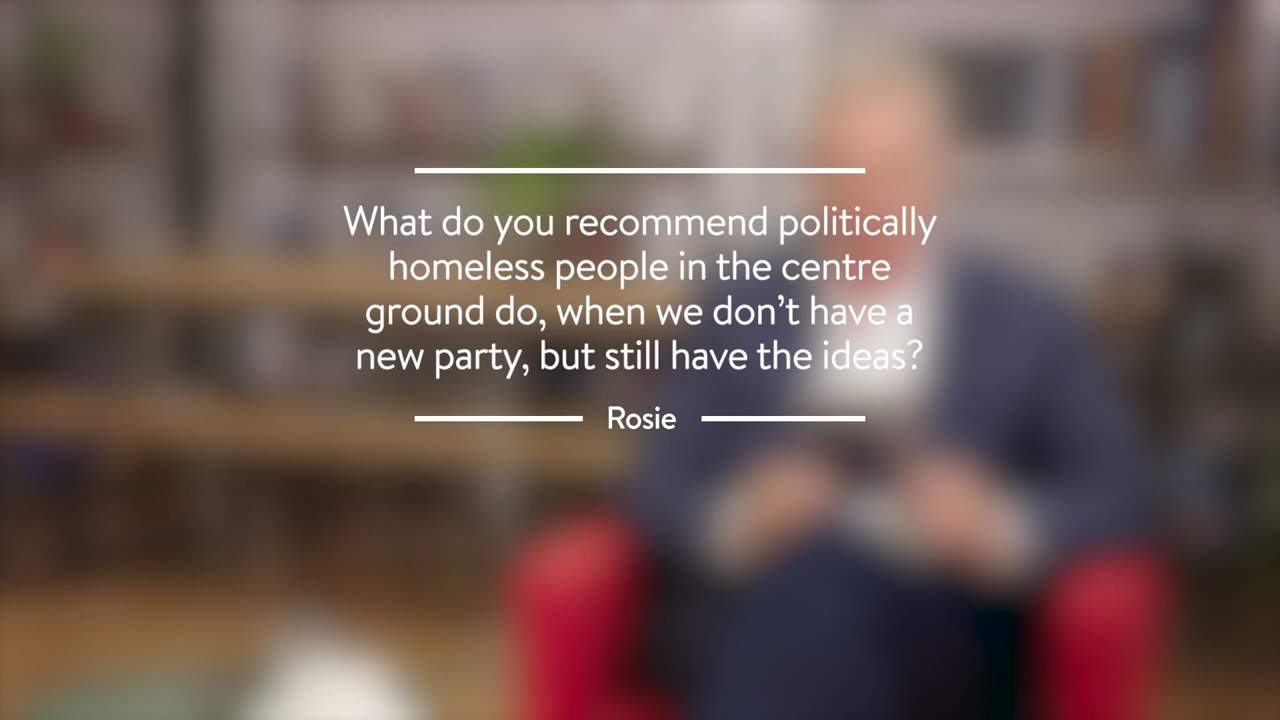 What do you recommend politically
homeless people in the centre
ground do, when we don’t have a
new party, but still have the ideas?
Rosie